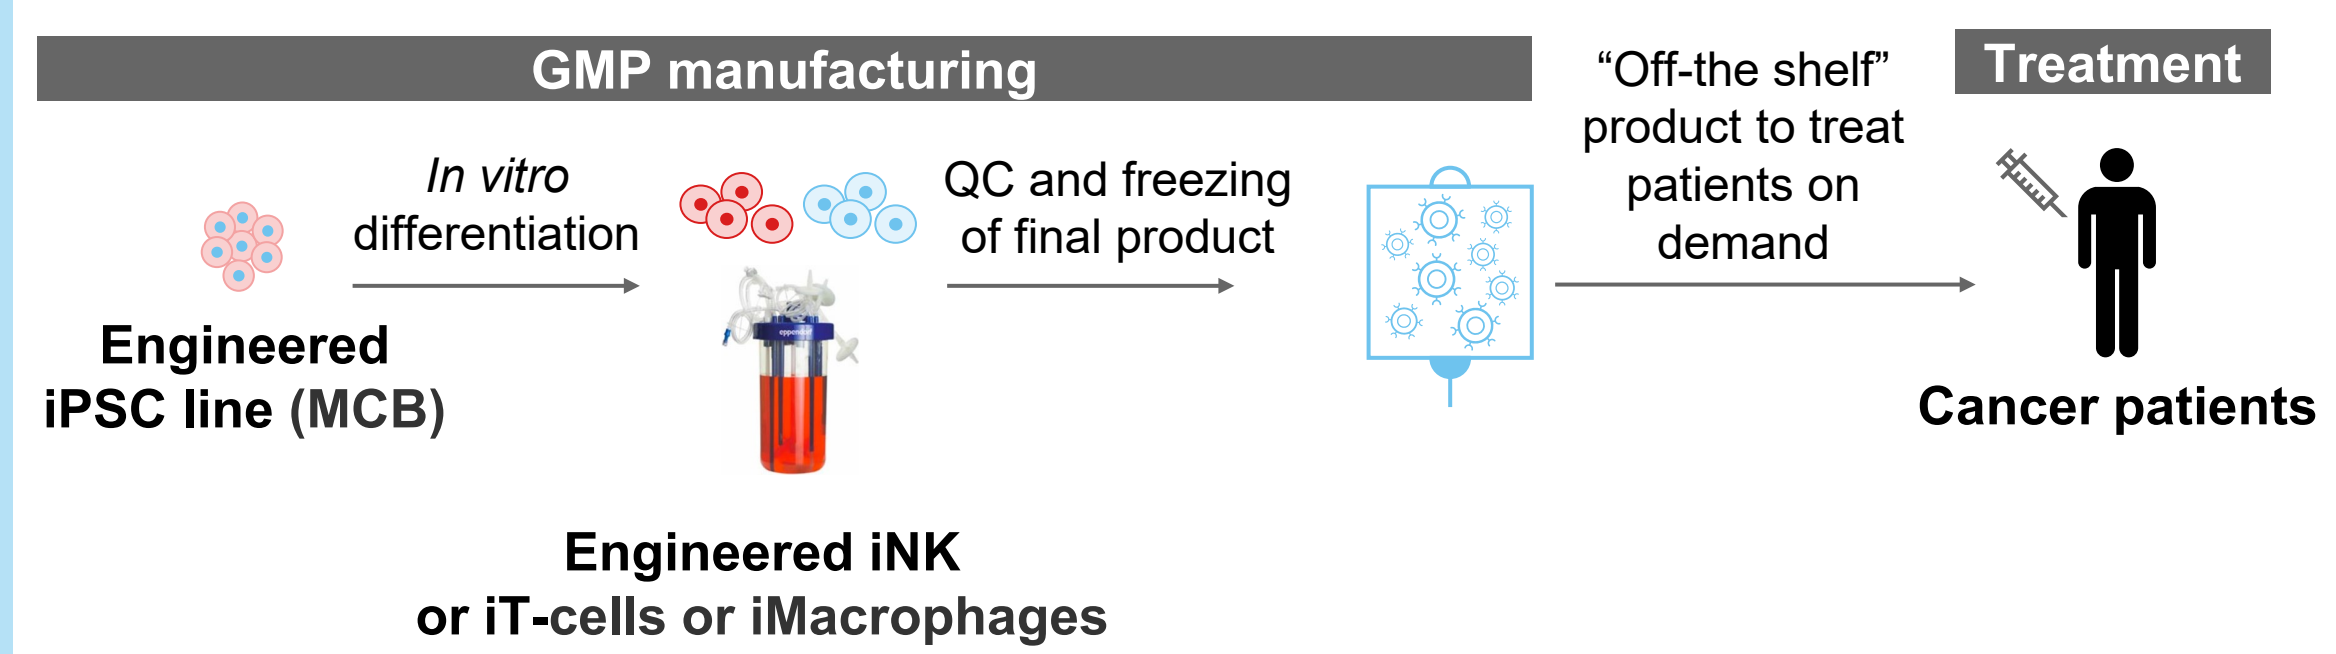 GMP manufacturing
"Off-the shelf"
product to treat
patients on
demand
Treatment
In vitro
differentiation
QC and freezing
of final product
Engineered
iPSC line (MCB)
eppendorf
Cancer patients
Engineered iNK
or iT-cells or iMacrophages